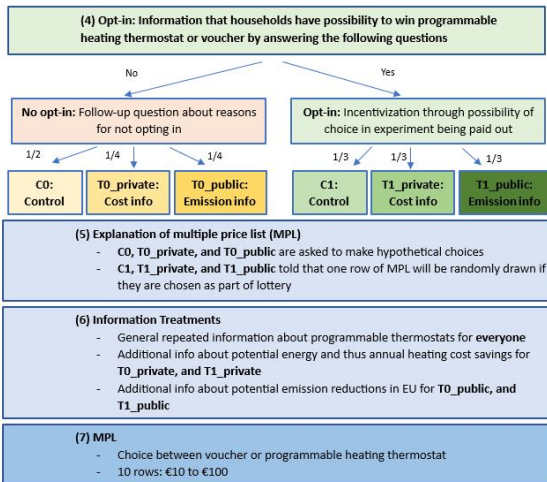 (4) Opt-in: Information that households have possibility to win programmable
heating thermostat or voucher by answering the following questions
No
Yes
No opt-in: Follow-up question about reasons
for not opting in
Opt-in: Incentivization through possibility of
choice in experiment being paid out
1/2
1/4
1/4
1/3
1/3
1/3
C0:
Control
T0_private:
Cost info
T0_public:
Emission info
C1:
Control
T1_private:
Cost info
T1_public:
Emission info
(5) Explanation of multiple price list (MPL)
- C0, T0_private, and T0_public are asked to make hypothetical choices
- C1, T1_private, and T1_public told that one row of MPL will be randomly drawn if
they are chosen as part of lottery
(6) Information Treatments
- General repeated information about programmable thermostats for everyone
- Additional info about potential energy and thus annual heating cost savings for
T0_private, and T1_private
- Additional info about potential emission reductions in EU for T0_public, and
T1_public
(7) MPL
- Choice between voucher or programmable heating thermostat
- 10 rows: €10 to €100